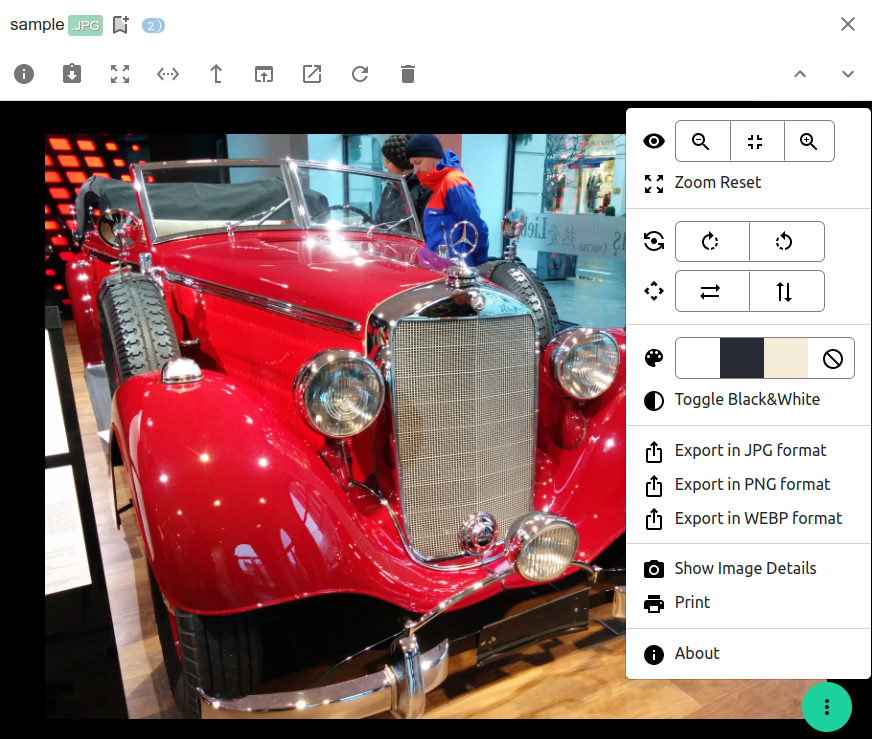 sample .JPG 2 )
Zoom Reset
Toggle Black&White
Export in JPG format
Export in PNG format
Export in WEBP format
Show Image Details
Print
About